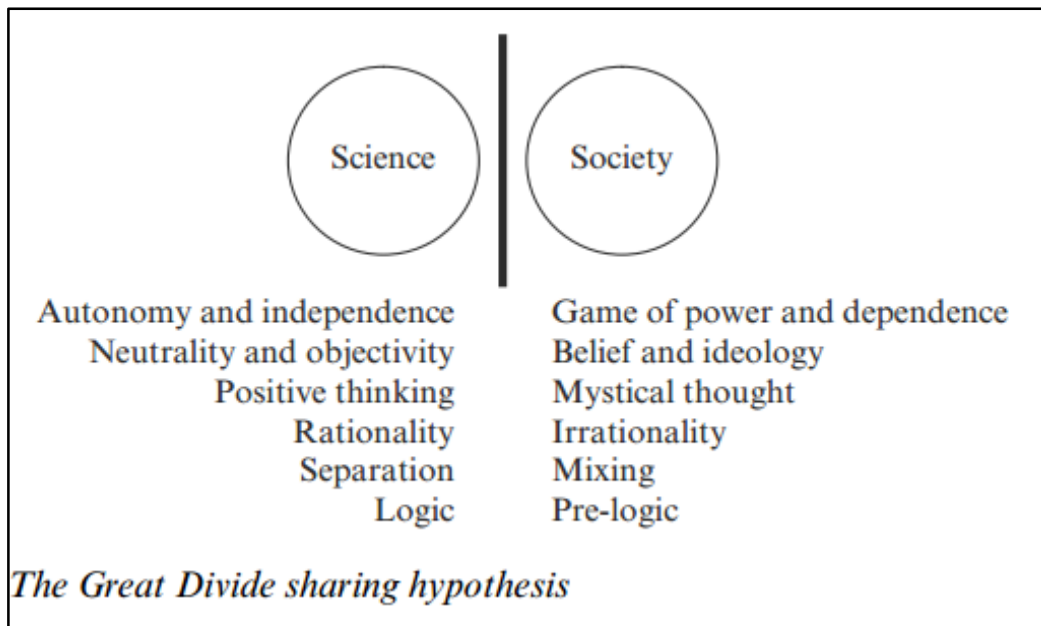 Science Society
Autonomy and independence Game of power and dependence
Neutrality and objectivity Belief and ideology
Positive thinking Mystical thought
Rationality Irrationality
Separation Mixing
Logic Pre-logic
The Great Divide sharing hypothesis